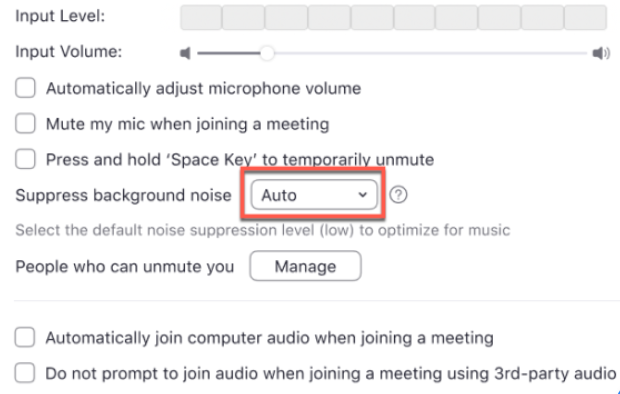 Input Level:
Input Volume:
Automatically adjust microphone volume
Mute my mic when joining a meeting
Press and hold ‘Space Key’ to temporarily unmute
Suppress background noise Auto ?
Select the default noise suppression level (low) to optimize for music
People who can unmute you Manage
Automatically join computer audio when joining a meeting
Do not prompt to join audio when joining a meeting using 3rd-party audio